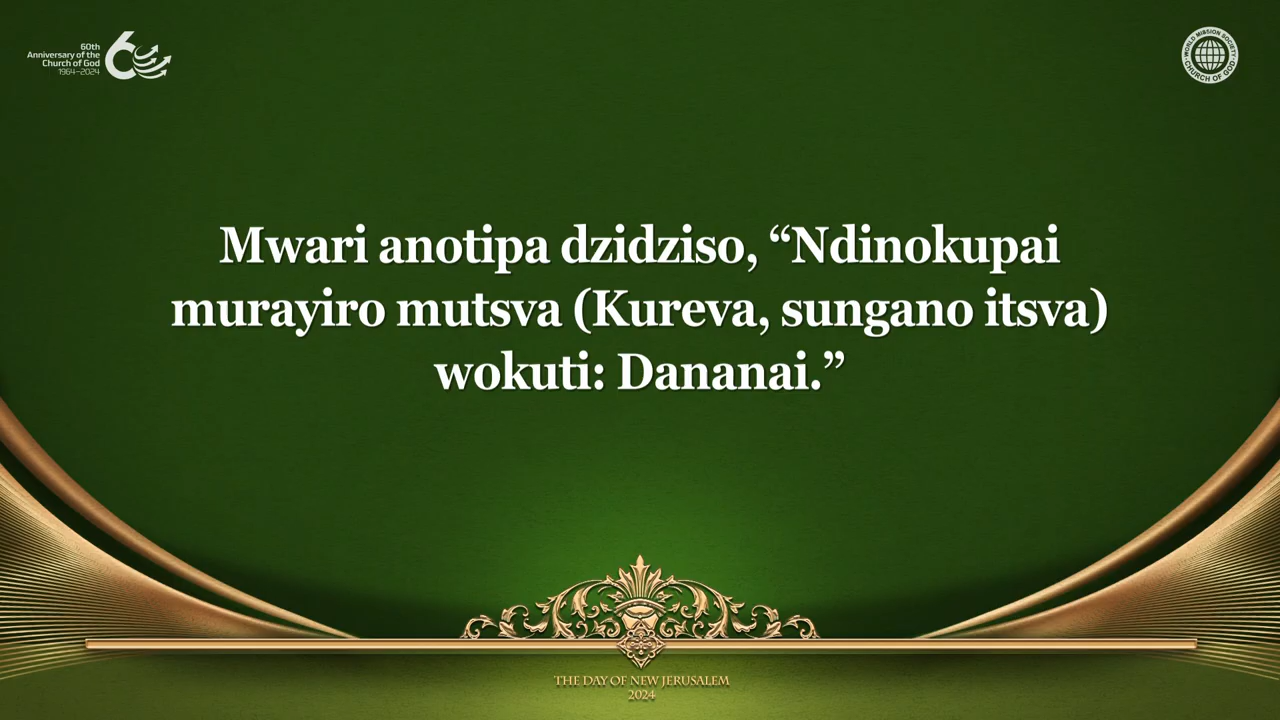 60th
Anniversary of the
Church of God
1964–2024
WORLD MISSION SOCIETY
CHURCH OF GOD
Mwari anotipa dzidziso, “Ndinokupai
murayiro mutsva (Kureva, sungano itsva)
wokuti: Dananai.”
THE DAY OF NEW JERUSALEM
2024